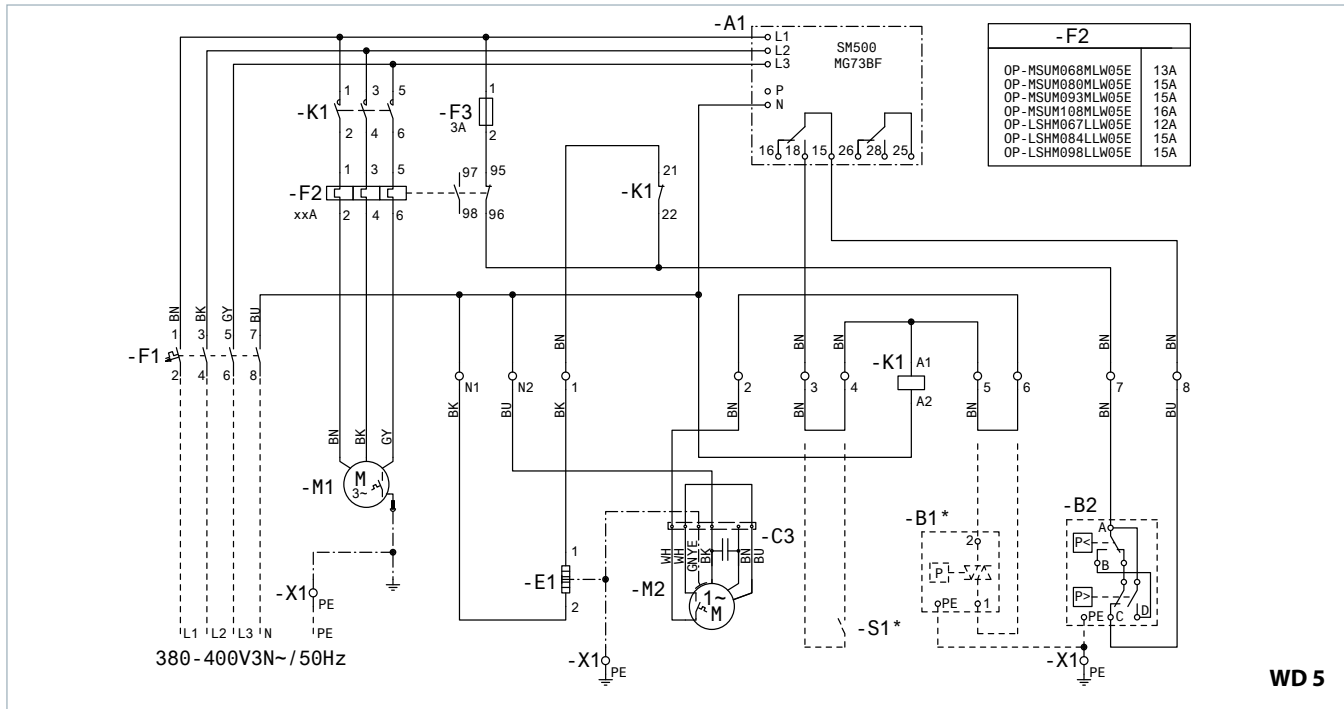 -A1
L1
L2
L3
P
N
SM500
MG73BF
16 18 15 26 28 25
-F2
OP-MSUM068MLW05E 13A
OP-MSUM080MLW05E 15A
OP-MSUM093MLW05E 15A
OP-MSUM108MLW05E 16A
OP-LSHM067LLW05E 12A
OP-LSHM084LLW05E 15A
OP-LSHM098LLW05E 15A
1 3 5
-K1
2 4 6
1
-F3
3A
2
1 3 5
-F2
xxA
2 4 6
97 95
98 96
21
-K1
22
BN BK GY BU
1 3 5 7
-F1
2 4 6 8
N1
BK
N2
BU
BN
1
BK
2
BN
BN
3
BN
BN
4
-K1 A1
A2
BN
5
BN
6
BN
7
BN
BN
8
BU
BN BK GY
-M1
M
3~
-X1
PE
L1 L2 L3 N PE
380-400V3N~/50Hz
1
-E1
2
-X1
PE
-C3
WH WH GNYE BK BN BU
-M2
1~
M
-S1*
-B1*
2
P
PE 1
-B2
A
P<
B
P>
PE C D
-X1
PE
WD 5